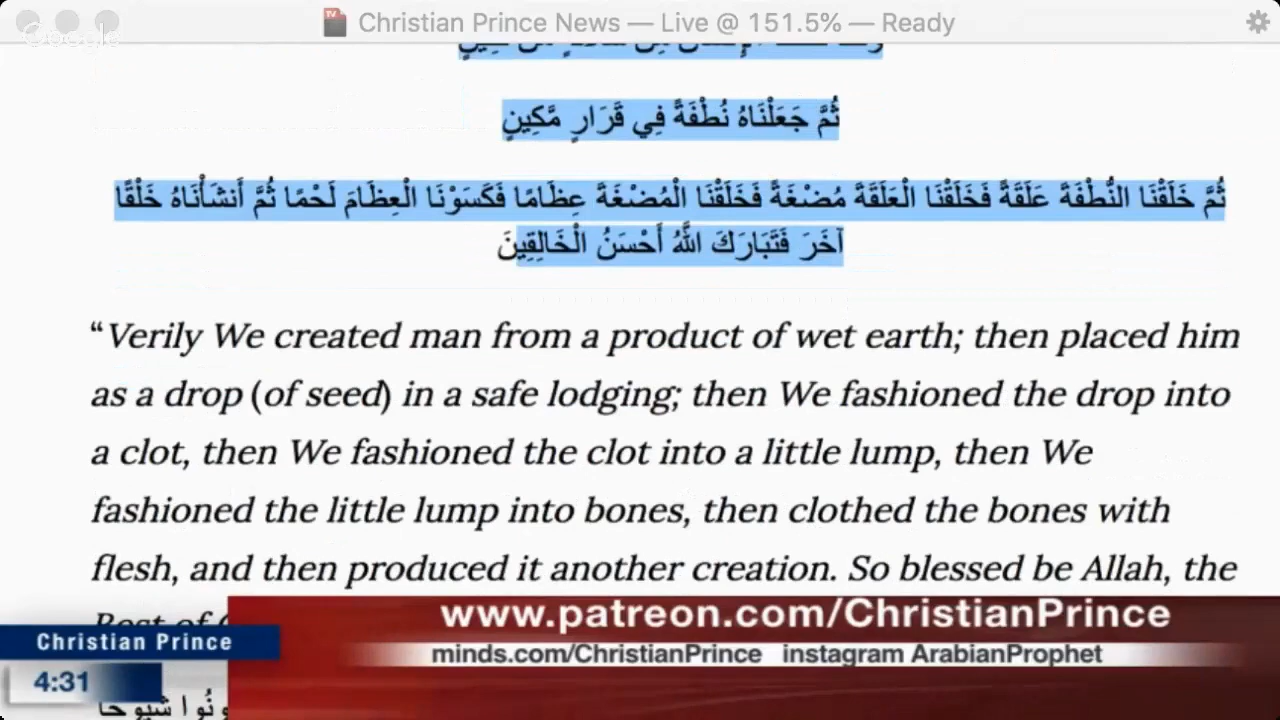 Google
Christian Prince News — Live @ 151.5% — Ready
ثُمَّ جَعَلْنَاهُ نُطْفَةً فِي قَرَارٍ مَّكِينٍ
ثُمَّ خَلَقْنَا النُّطْفَةَ عَلَقَةً فَخَلَقْنَا الْعَلَقَةَ مُضْغَةً فَخَلَقْنَا الْمُضْغَةَ عِظَامًا فَكَسَوْنَا الْعِظَامَ لَحْمًا ثُمَّ أَنشَأْنَاهُ خَلْقًا
آخَرَ فَتَبَارَكَ اللَّهُ أَحْسَنُ الْخَالِقِينَ
“Verily We created man from a product of wet earth; then placed him
as a drop (of seed) in a safe lodging; then We fashioned the drop into
a clot, then We fashioned the clot into a little lump, then We
fashioned the little lump into bones, then clothed the bones with
flesh, and then produced it another creation. So blessed be Allah, the
www.patreon.com/ChristianPrince
Christian Prince
minds.com/ChristianPrince instagram ArabianProphet
4:31